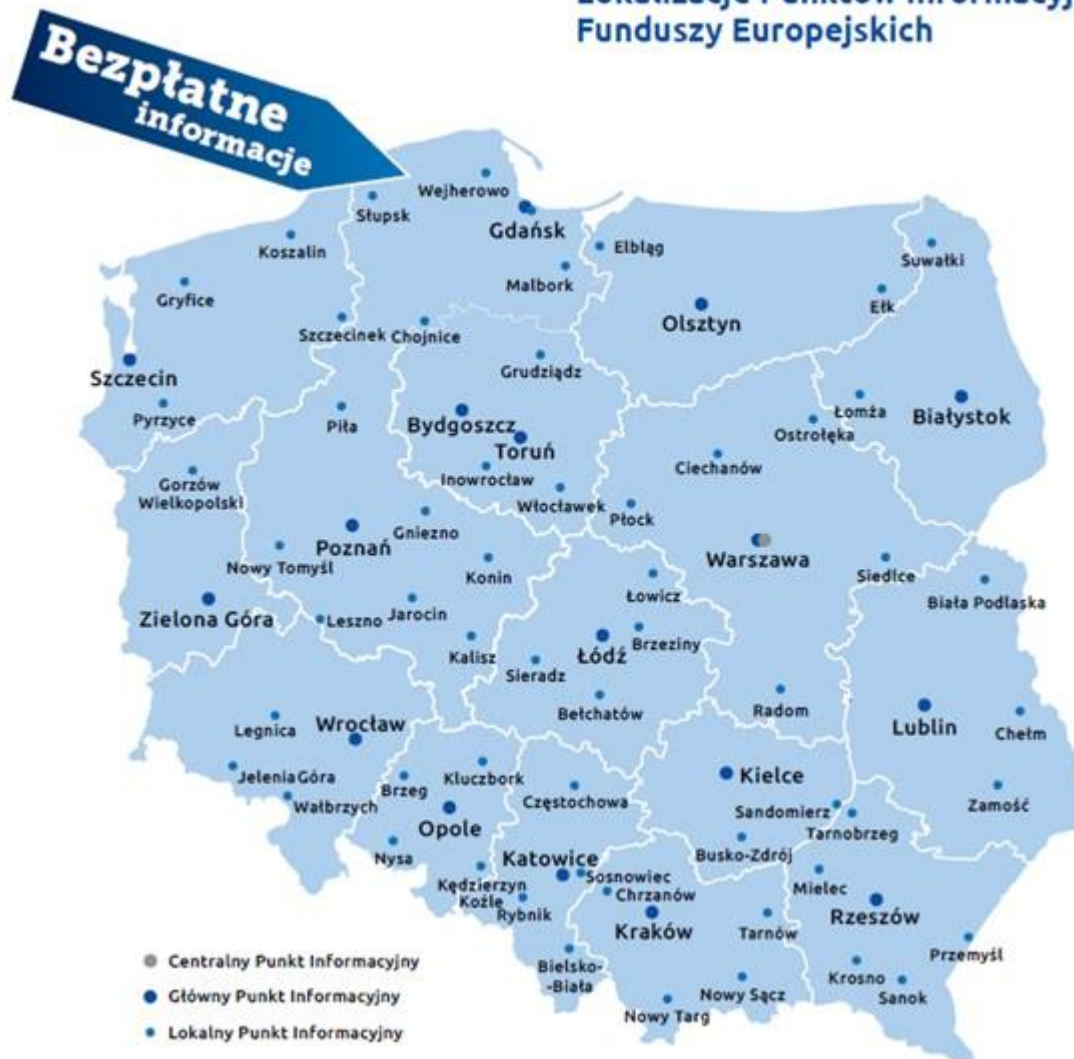 Lokalizacje Punktów Informacyj
Funduszy Europejskich
Bezpłatne
informacje
Wejherowo
Słupsk
Gdańsk
Koszalin
Elbląg
Suwałki
Malbork
Gryfice
Ełk
Olsztyn
Szczecinek
Chojnice
Grudziądz
Szczecin
Pyrzyce
Piła
Bydgoszcz
Toruń
Łomża
Białystok
Ostrołęka
Ciechanów
Inowrocław
Gorzów
Wielkopolski
Włocławek
Płock
Gniezno
Poznań
Warszawa
Nowy Tomyśl
Konin
Siedlce
Łowicz
Biała Podlaska
Zielona Góra
Leszno
Jarocin
Kalisz
Łódź
Brzeziny
Sieradz
Bełchatów
Radom
Legnica
Wrocław
Lublin
Chełm
Jelenia Góra
Wałbrzych
Brzeg
Kluczbork
Częstochowa
Kielce
Sandomierz
Tarnobrzeg
Zamość
Opole
Nysa
Busko-Zdrój
Katowice
Sosnowiec
Kędzierzyn
Koźle
Chrzanów
Rybnik
Mielec
Kraków
Tarnów
Rzeszów
Przemyśl
Bielsko-
-Biała
Nowy Sącz
Nowy Targ
Krosno
Sanok
Centralny Punkt Informacyjny
Główny Punkt Informacyjny
Lokalny Punkt Informacyjny